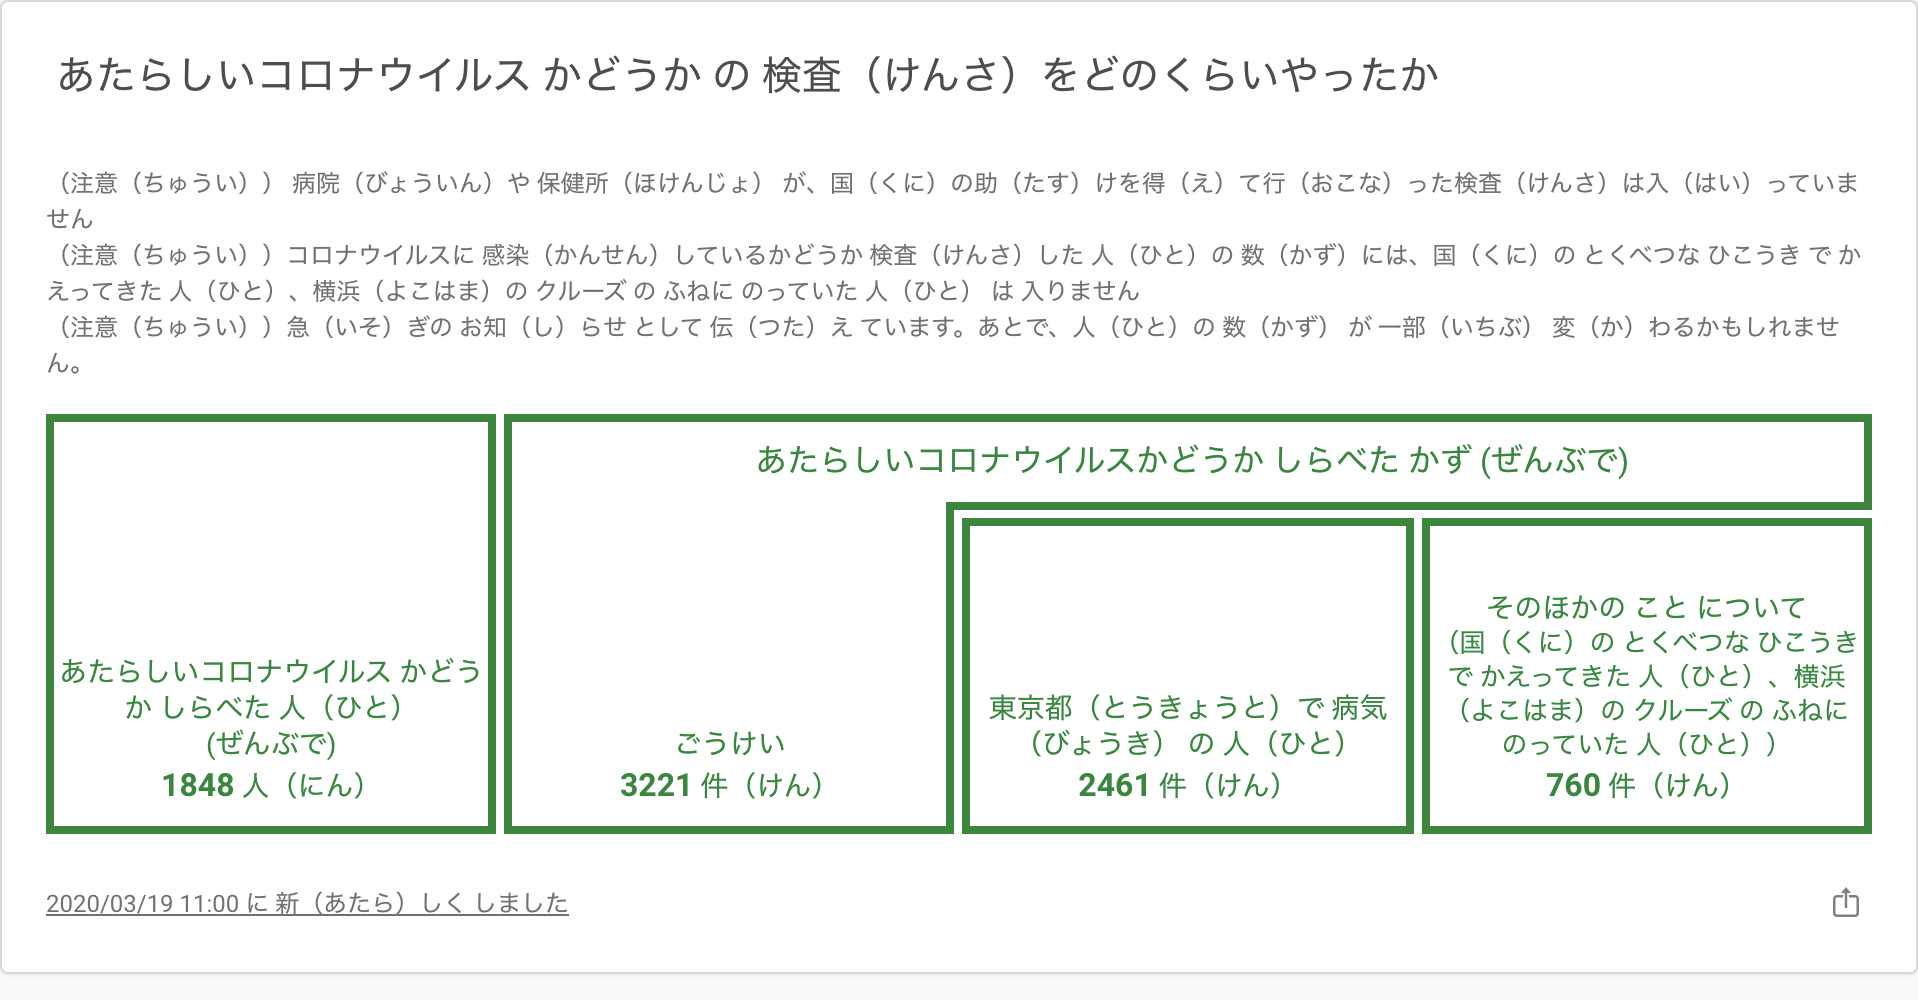 あたらしいコロナウイルス かどうか の 検査（けんさ）をどのくらいやったか
（注意（ちゅうい）） 病院（びょういん）や 保健所（ほけんじょ） が、国（くに）の助（たす）けを得（え）て行（おこな）った検査（けんさ）は入（はい）っていま
せん
（注意（ちゅうい））コロナウイルスに 感染（かんせん）しているかどうか 検査（けんさ）した 人（ひと）の 数（かず）には、国（くに）の とくべつな ひこうき で か
えってきた 人（ひと）、横浜（よこはま）の クルーズ の ふねに のっていた 人（ひと） は 入りません
（注意（ちゅうい））急（いそ）ぎの お知（し）らせ として 伝（つた）え ています。あとで、人（ひと）の 数（かず） が 一部（いちぶ） 変（か）わるかもしれませ
ん。
あたらしいコロナウイルス かどう
か しらべた 人（ひと）
(ぜんぶで)
1848 人（にん）
あたらしいコロナウイルスかどうか しらべた かず (ぜんぶで)
ごうけい
3221 件（けん）
東京都（とうきょうと）で 病気
（びょうき） の 人（ひと）
2461 件（けん）
そのほかの こと について
（国（くに）の とくべつな ひこうき
で かえってきた 人（ひと）、横浜
（よこはま）の クルーズ の ふねに
のっていた 人（ひと））
760 件（けん）
2020/03/19 11:00 に 新（あたら）しく しました